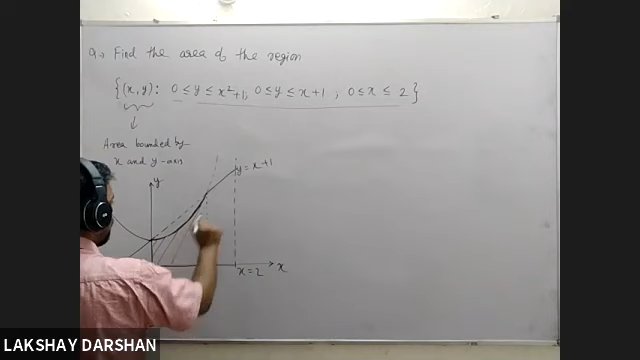 Q→ Find the area of the region
{(x, y): 0 ≤ y ≤ x²+1, 0 ≤ y ≤ x+1, 0 ≤ x ≤ 2}
Area bounded by
x and y-axis
y
y = x+1
x = 2
x
LAKSHAY DARSHAN